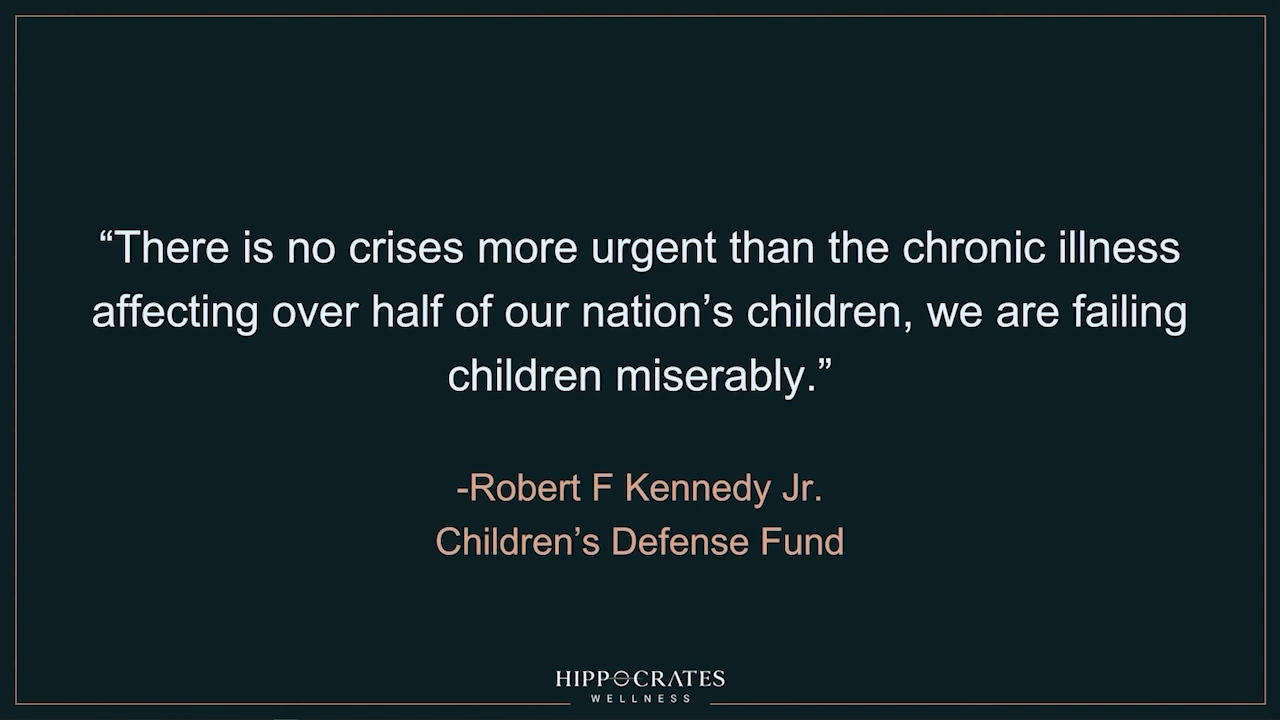 “There is no crises more urgent than the chronic illness
affecting over half of our nation’s children, we are failing
children miserably.”
-Robert F Kennedy Jr.
Children’s Defense Fund
HIPPOCRATES
WELLNESS